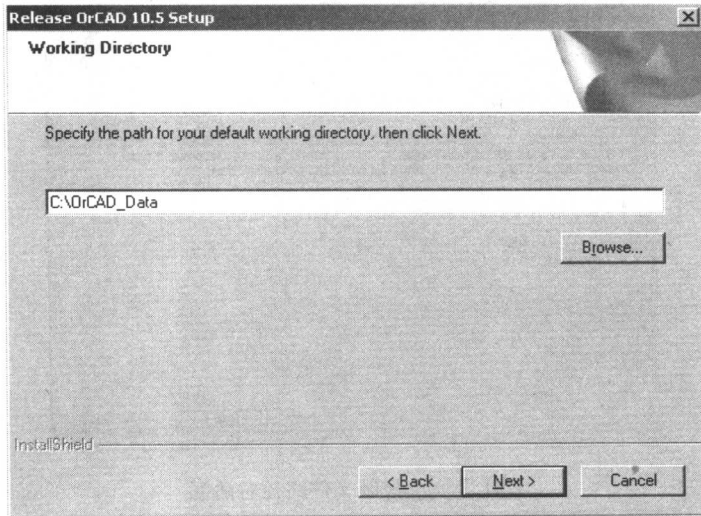 Release OrCAD 10.5 Setup
Working Directory
Specify the path for your default working directory, then click Next.
C:\OrCAD_Data
Browse...
InstallShield
< Back
Next >
Cancel